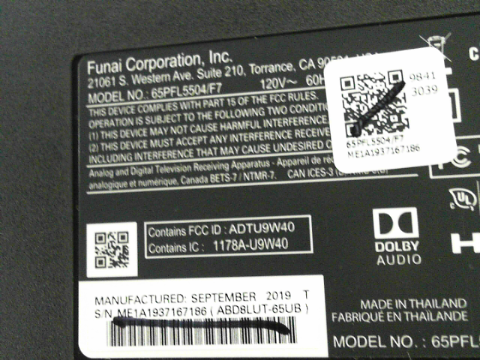 Funai Corporation, Inc.
21061 S. Western Ave. Suite 210, Torrance, CA
MODEL NO.: 65PFL5504/F7 120V~
THIS DEVICE COMPLIES WITH PART 15 OF THE FCC RULES.
OPERATION IS SUBJECT TO THE FOLLOWING TWO
(1) THIS DEVICE MAY NOT CAUSE HARMFUL
(2) THIS DEVICE MUST ACCEPT ANY INTERFERENCE
INCLUDING INTERFERENCE THAT MAY CAUSE UNDESIRED
Analog and Digital Television Receiving Apparatus - Appareil de
analogique et numérique, Canada BETS-7 / NTMR-7. CAN ICES-3
9841
3039
65PFL5504/F7
ME1A1937167186
Contains FCC ID : ADTU9W40
Contains IC : 1178A-U9W40
DOLBY
AUDIO
UL
MANUFACTURED: SEPTEMBER 2019 T
S/N ME1A1937167186 ( ABD8LUT-65UB )
MADE IN THAILAND
FABRIQUÉ EN THAÏLANDE
MODEL NO.: 65PFL5